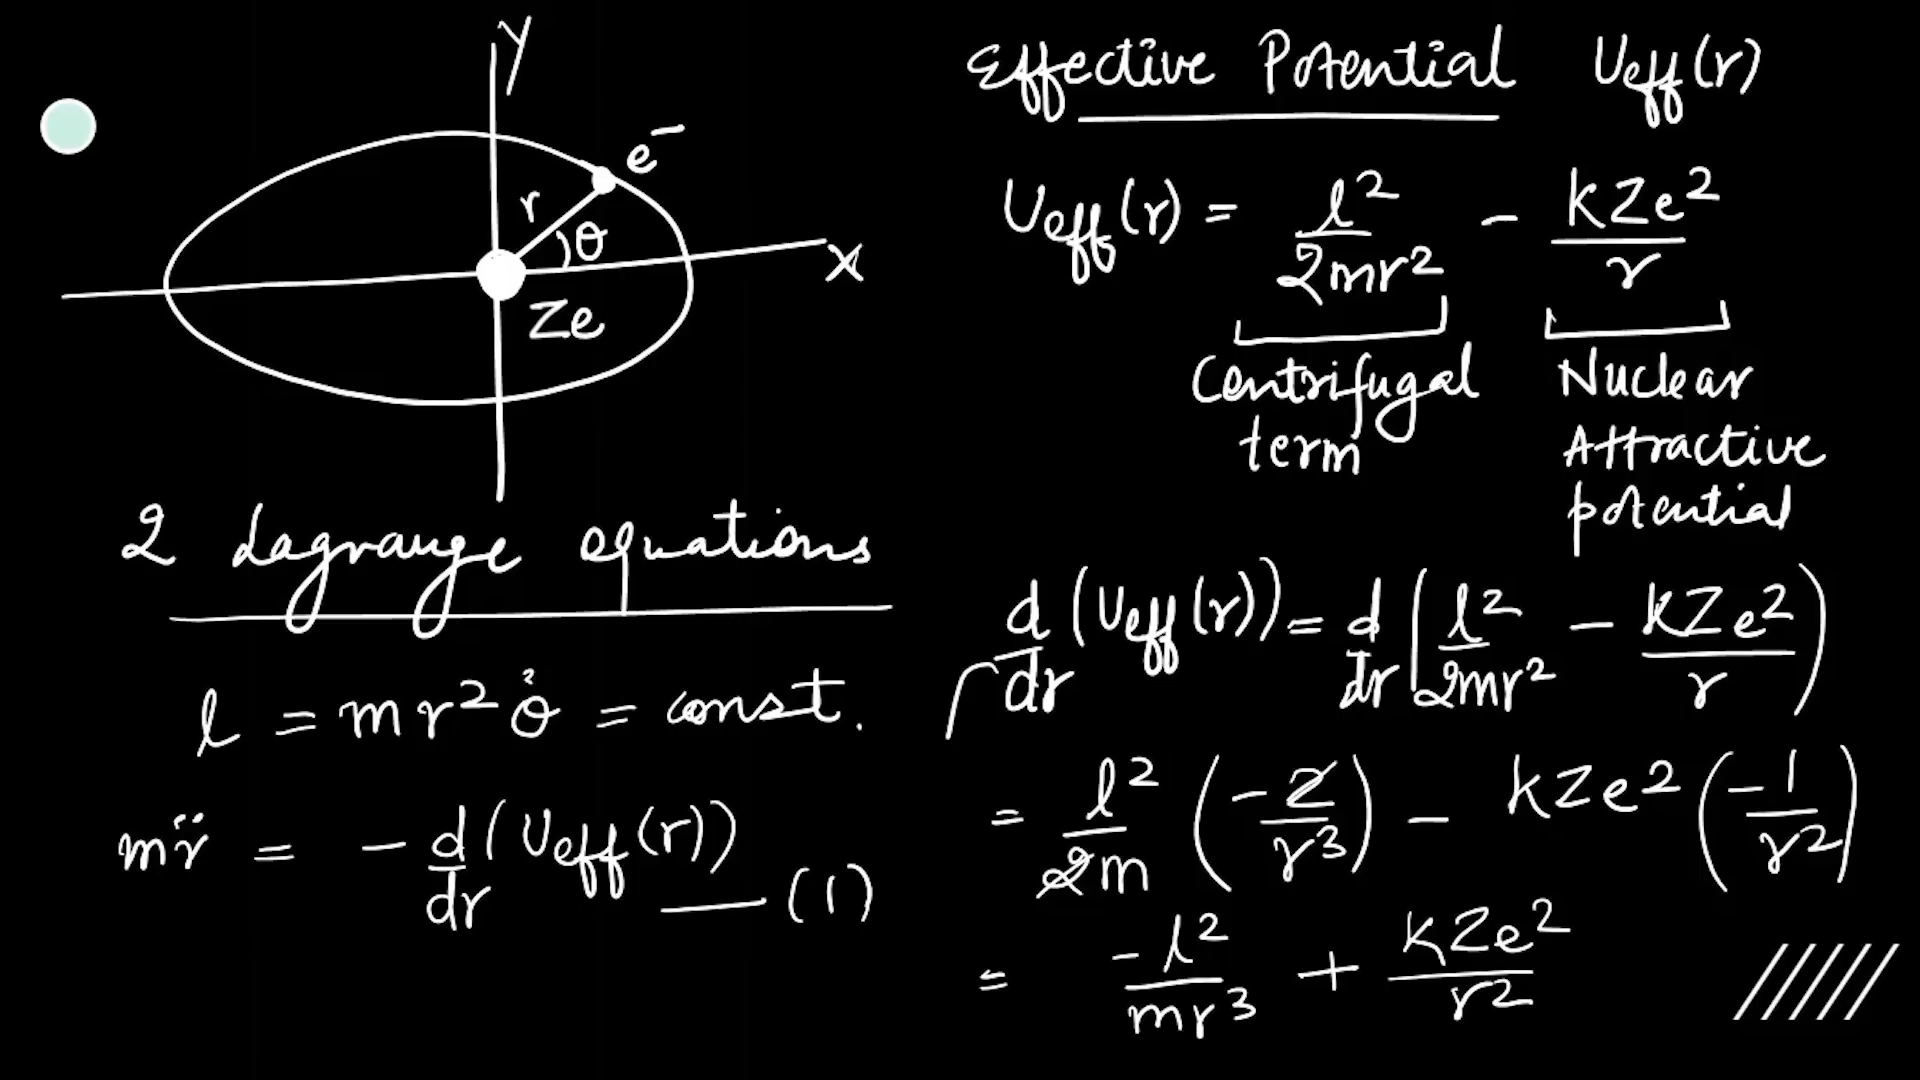 y
e⁻
r
θ
x
Ze
2 Lagrange equations
l = mr²θ̇ = const.
mr̈ = - d/dr (Ueff(r)) — (1)
Effective Potential Ueff(r)
Ueff(r) = l²/2mr² - kZe²/r
Centrifugal term
Nuclear Attractive potential
d/dr (Ueff(r)) = d/dr (l²/2mr² - kZe²/r)
= l²/2m (-2/r³) - kZe² (-1/r²)
= -l²/mr³ + kZe²/r²